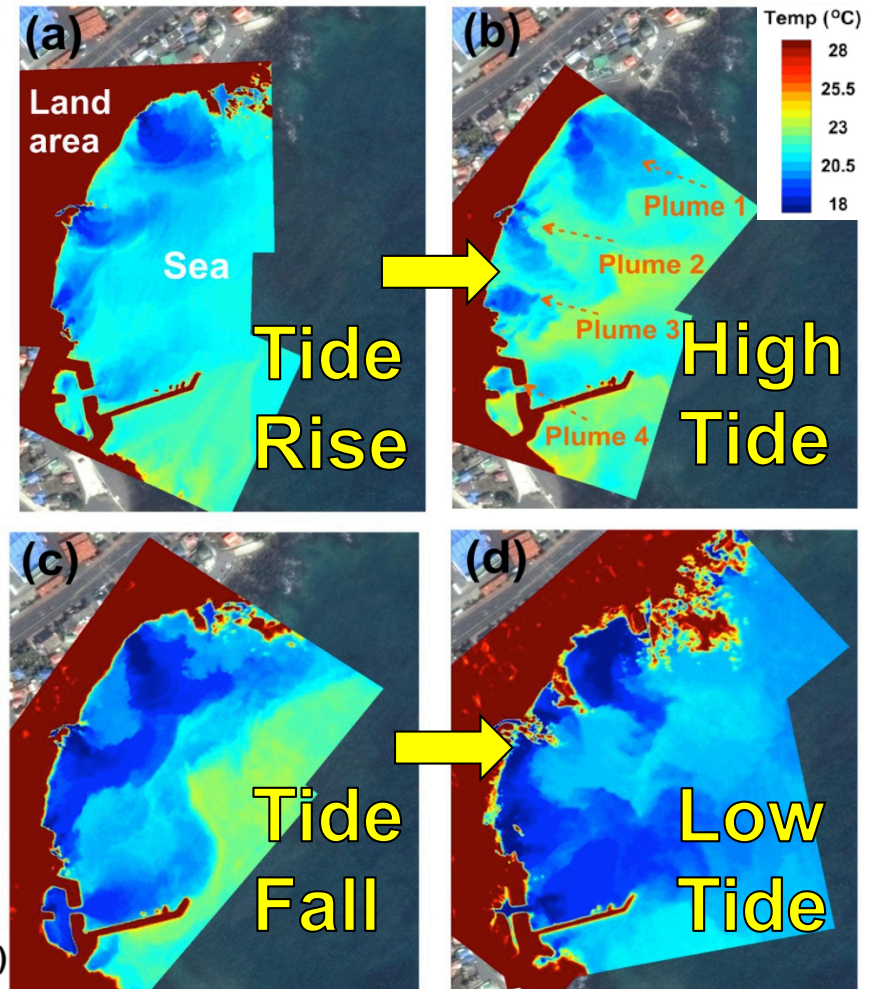 (a)
Land
area
Sea
Tide
Rise
(b)
Temp (°C)
28
25.5
23
20.5
18
Plume 1
Plume 2
Plume 3
Plume 4
High
Tide
(c)
Tide
Fall
(d)
Low
Tide
)